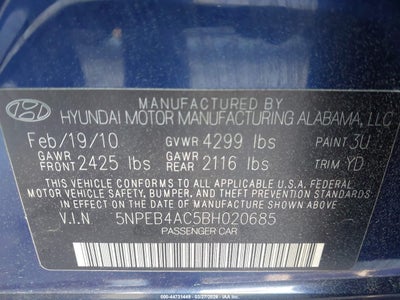 HYUNDAI MOTOR MANUFACTURING ALABAMA, LLC
Feb/19/10 GVWR 4299 lbs PAINT 3U
GAWR FRONT 2425 lbs GAWR REAR 2116 lbs TRIM YD
THIS VEHICLE CONFORMS TO ALL APPLICABLE FEDERAL
MOTOR VEHICLE SAFETY, BUMPER, AND THEFT PREVENTION
STANDARDS IN EFFECT ON THE DATE OF MANUFACTURE SHOWN ABOVE.
V.I.N 5NPEB4AC5BH020685
PASSENGER CAR